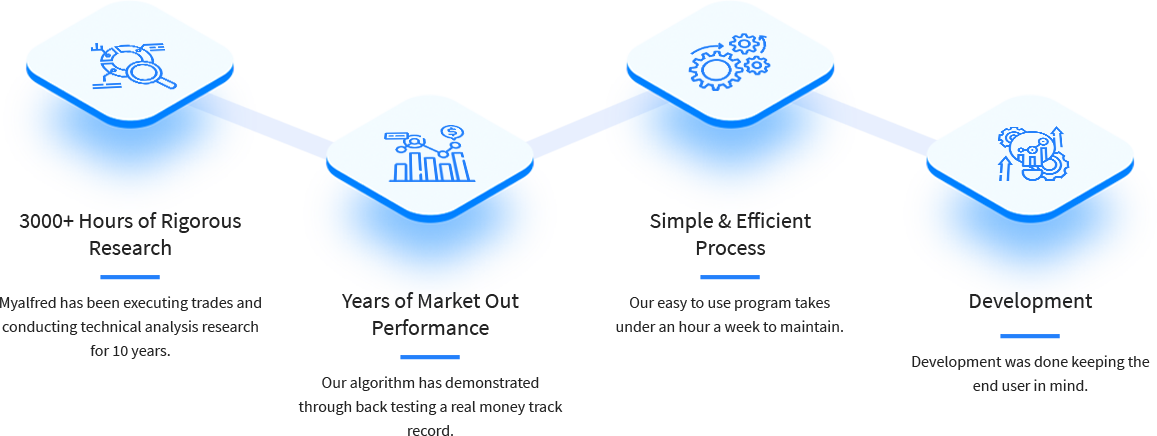 3000+ Hours of Rigorous
Research
Myalfred has been executing trades and
conducting technical analysis research
for 10 years.
Years of Market Out
Performance
Our algorithm has demonstrated
through back testing a real money track
record.
Simple & Efficient
Process
Our easy to use program takes
under an hour a week to maintain.
Development
Development was done keeping the
end user in mind.